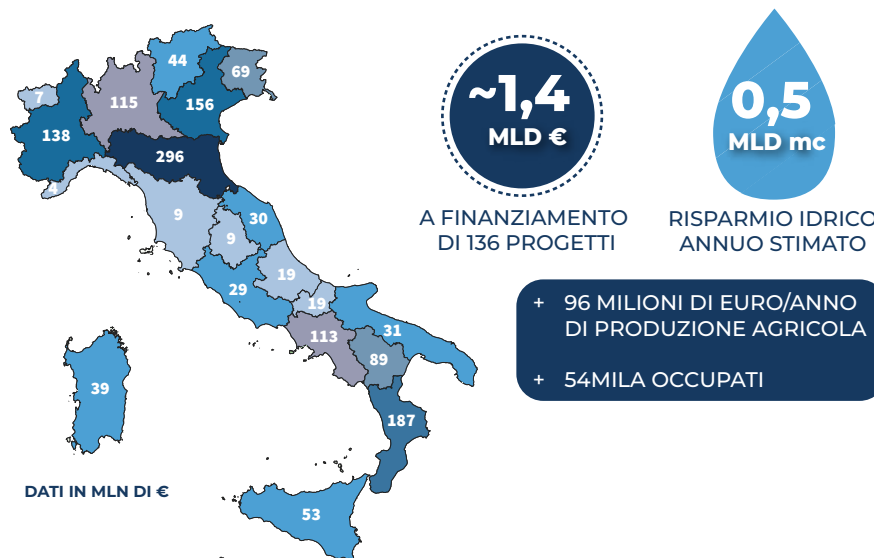 44
69
7
115
156
138
296
4
9
30
9
19
29
19
31
113
89
39
187
53
DATI IN MLN DI €
~1,4
MLD €
A FINANZIAMENTO
DI 136 PROGETTI
0,5
MLD mc
RISPARMIO IDRICO
ANNUO STIMATO
+ 96 MILIONI DI EURO/ANNO
DI PRODUZIONE AGRICOLA
+ 54MILA OCCUPATI